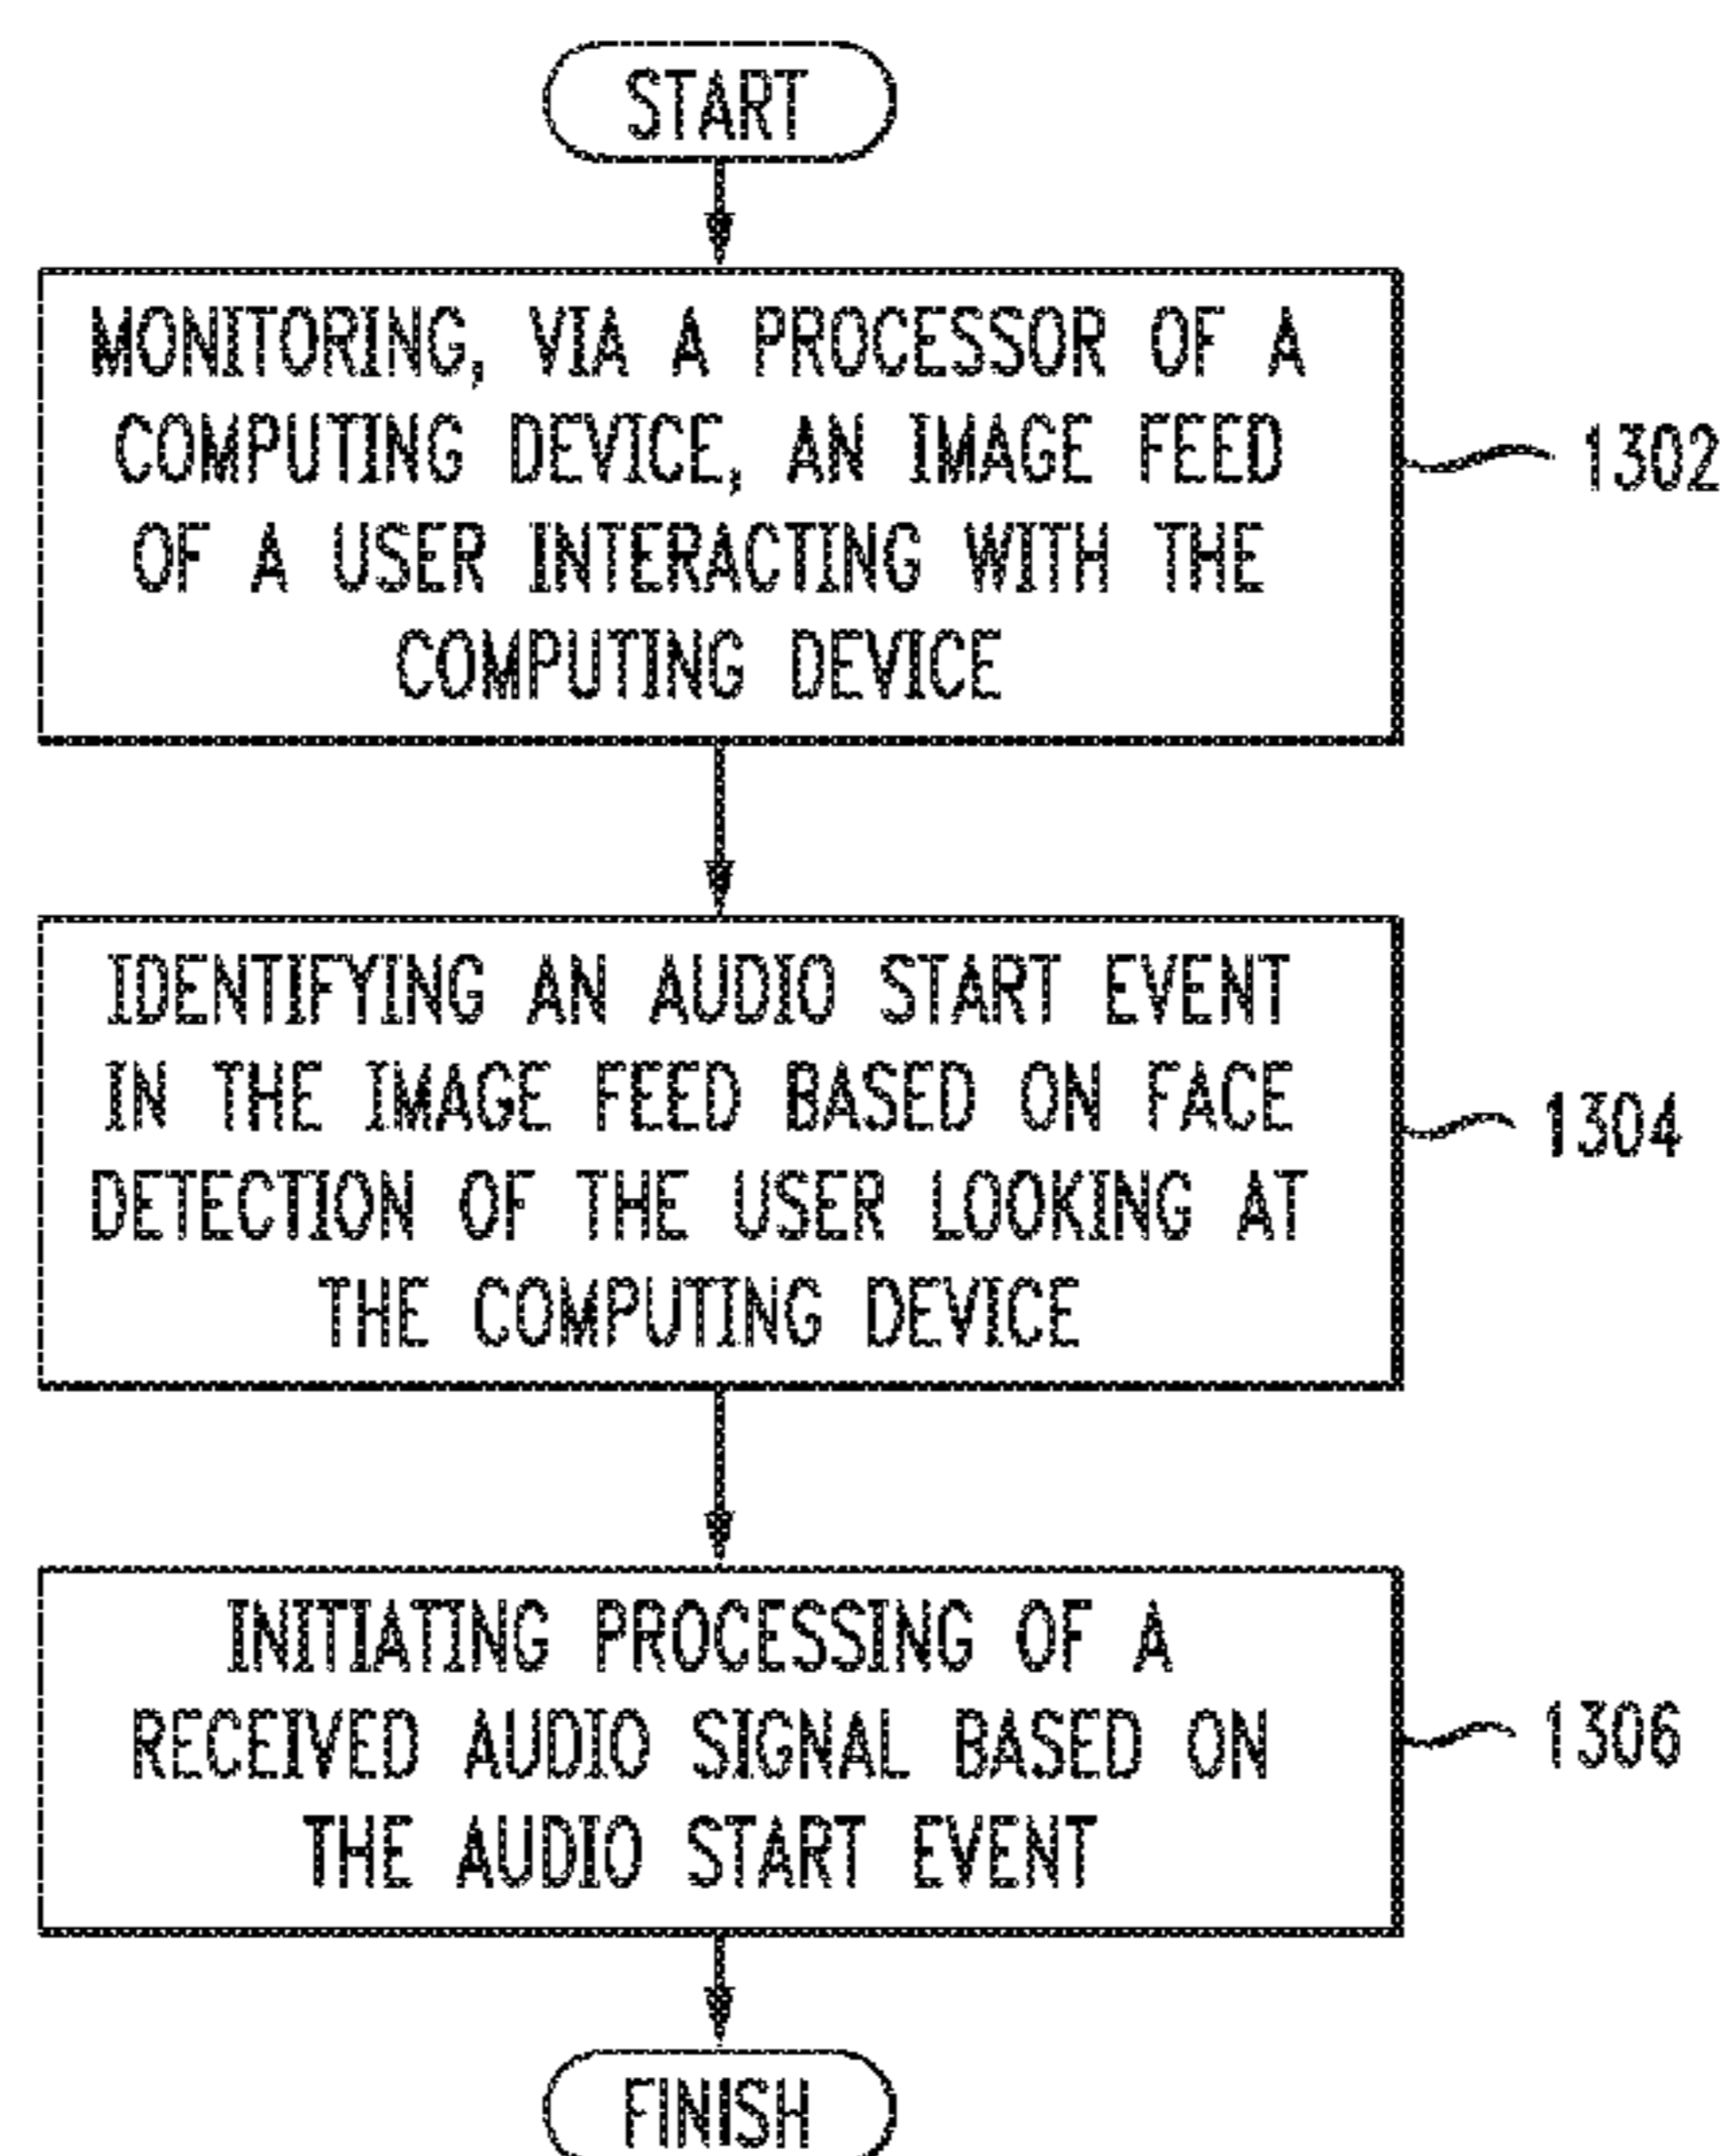 START
MONITORING, VIA A PROCESSOR OF A
COMPUTING DEVICE, AN IMAGE FEED
OF A USER INTERACTING WITH THE
COMPUTING DEVICE
1302
IDENTIFYING AN AUDIO START EVENT
IN THE IMAGE FEED BASED ON FACE
DETECTION OF THE USER LOOKING AT
THE COMPUTING DEVICE
1304
INITIATING PROCESSING OF A
RECEIVED AUDIO SIGNAL BASED ON
THE AUDIO START EVENT
1306
FINISH